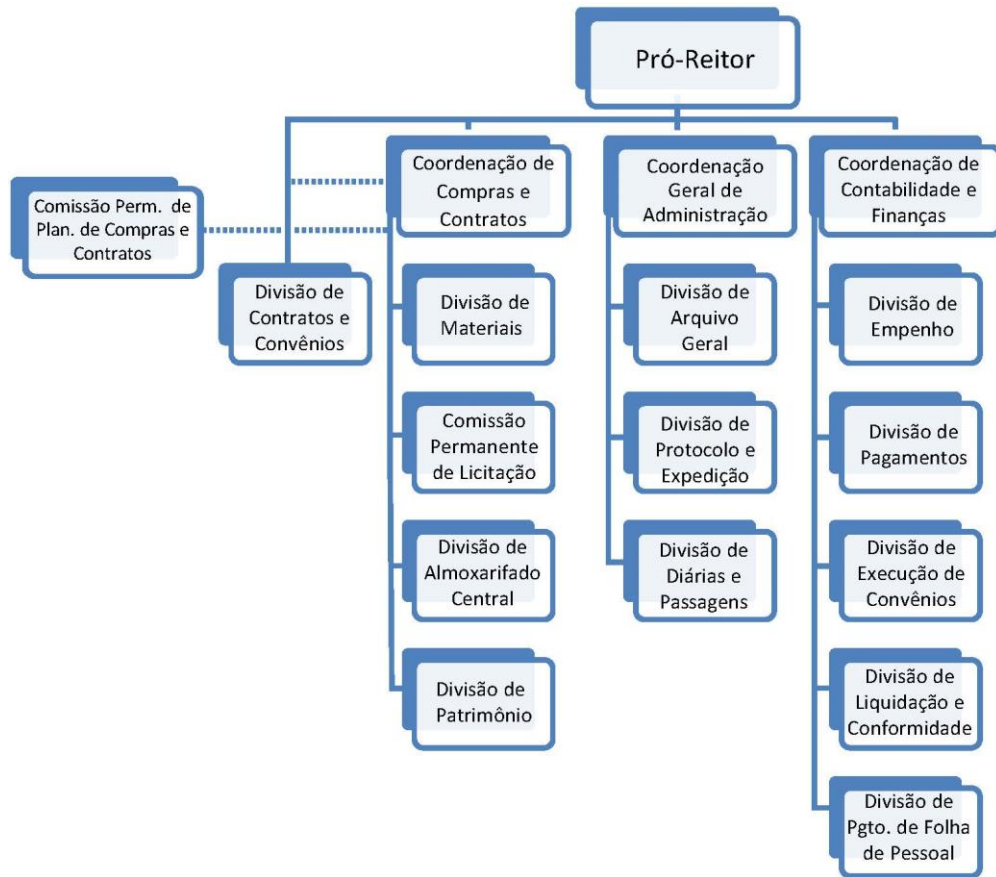 Pró-Reitor
Coordenação de
Compras e
Contratos
Coordenação
Geral de
Administração
Coordenação de
Contabilidade e
Finanças
Comissão Perm. de
Plan. de Compras e
Contratos
Divisão de
Contratos e
Convênios
Divisão de
Materiais
Divisão de
Arquivo
Geral
Divisão de
Empenho
Comissão
Permanente
de Licitação
Divisão de
Protocolo e
Expedição
Divisão de
Pagamentos
Divisão de
Almoxarifado
Central
Divisão de
Diárias e
Passagens
Divisão de
Execução de
Convênios
Divisão de
Patrimônio
Divisão de
Liquidação e
Conformidade
Divisão de
Pgto. de Folha
de Pessoal